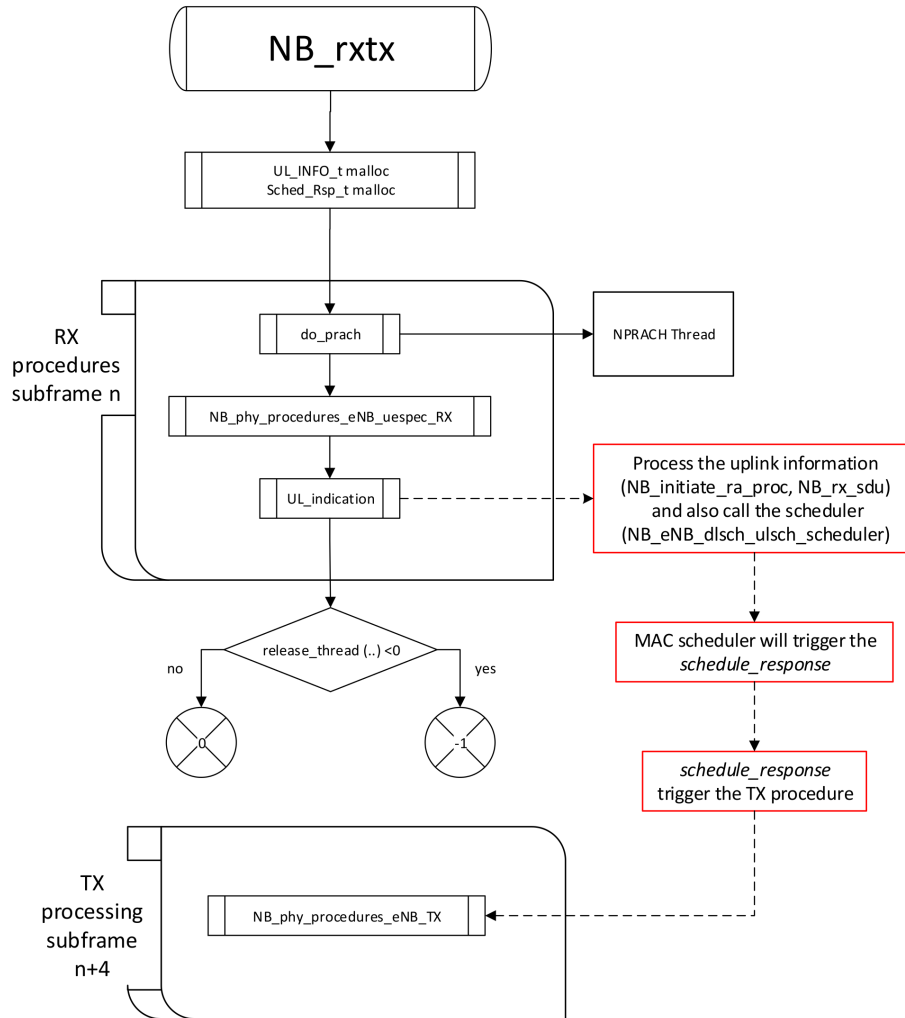 NB_rxtx
UL_INFO_t malloc
Sched_Rsp_t malloc
RX
procedures
subframe n
do_prach
NPRACH Thread
NB_phy_procedures_eNB_uespec_RX
UL_indication
Process the uplink information
(NB_initiate_ra_proc, NB_rx_sdu)
and also call the scheduler
(NB_eNB_dlsch_ulsch_scheduler)
release_thread (..) <0
no
yes
0
-1
MAC scheduler will trigger the
schedule_response
schedule_response
trigger the TX procedure
TX
processing
subframe
n+4
NB_phy_procedures_eNB_TX